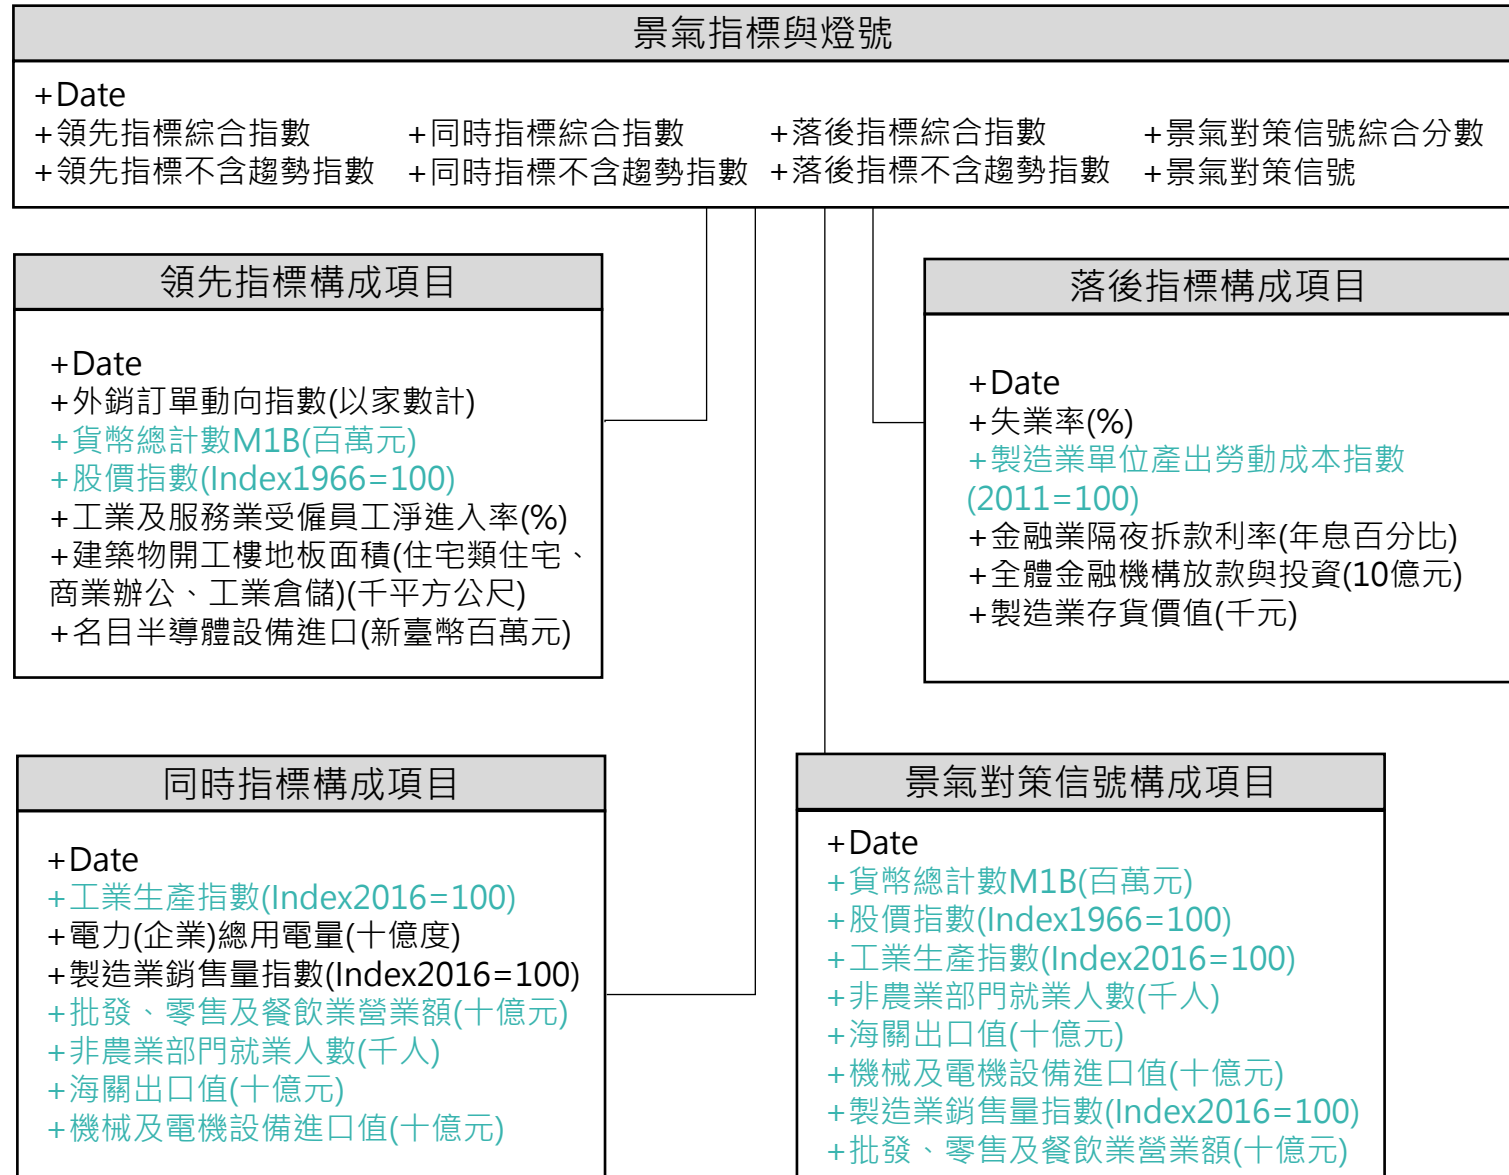 景氣指標與燈號
+Date
+領先指標綜合指數 +同時指標綜合指數 +落後指標綜合指數 +景氣對策信號綜合分數
+領先指標不含趨勢指數 +同時指標不含趨勢指數 +落後指標不含趨勢指數 +景氣對策信號
領先指標構成項目
+Date
+外銷訂單動向指數(以家數計)
+貨幣總計數M1B(百萬元)
+股價指數(Index1966=100)
+工業及服務業受僱員工淨進入率(%)
+建築物開工樓地板面積(住宅類住宅、
商業辦公、工業倉儲)(千平方公尺)
+名目半導體設備進口(新臺幣百萬元)
落後指標構成項目
+Date
+失業率(%)
+製造業單位產出勞動成本指數
(2011=100)
+金融業隔夜拆款利率(年息百分比)
+全體金融機構放款與投資(10億元)
+製造業存貨價值(千元)
同時指標構成項目
+Date
+工業生產指數(Index2016=100)
+電力(企業)總用電量(十億度)
+製造業銷售量指數(Index2016=100)
+批發、零售及餐飲業營業額(十億元)
+非農業部門就業人數(千人)
+海關出口值(十億元)
+機械及電機設備進口值(十億元)
景氣對策信號構成項目
+Date
+貨幣總計數M1B(百萬元)
+股價指數(Index1966=100)
+工業生產指數(Index2016=100)
+非農業部門就業人數(千人)
+海關出口值(十億元)
+機械及電機設備進口值(十億元)
+製造業銷售量指數(Index2016=100)
+批發、零售及餐飲業營業額(十億元)